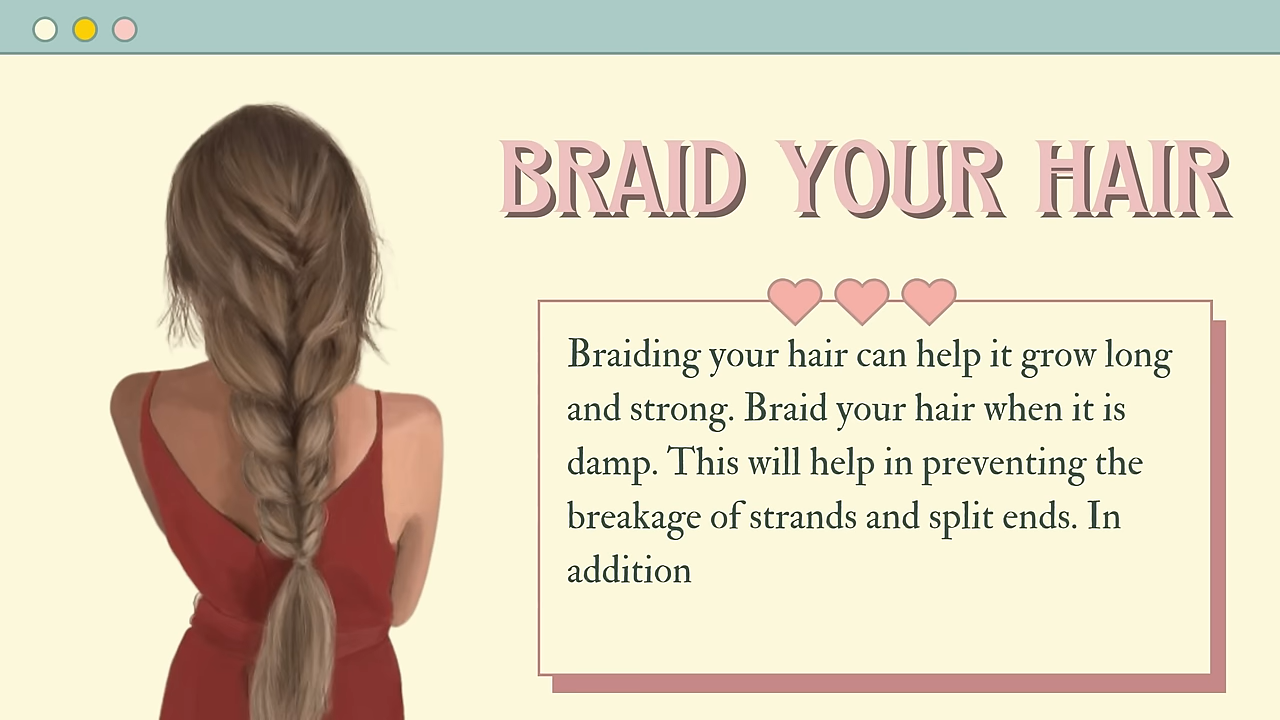 BRAID YOUR HAIR
Braiding your hair can help it grow long
and strong. Braid your hair when it is
damp. This will help in preventing the
breakage of strands and split ends. In
addition